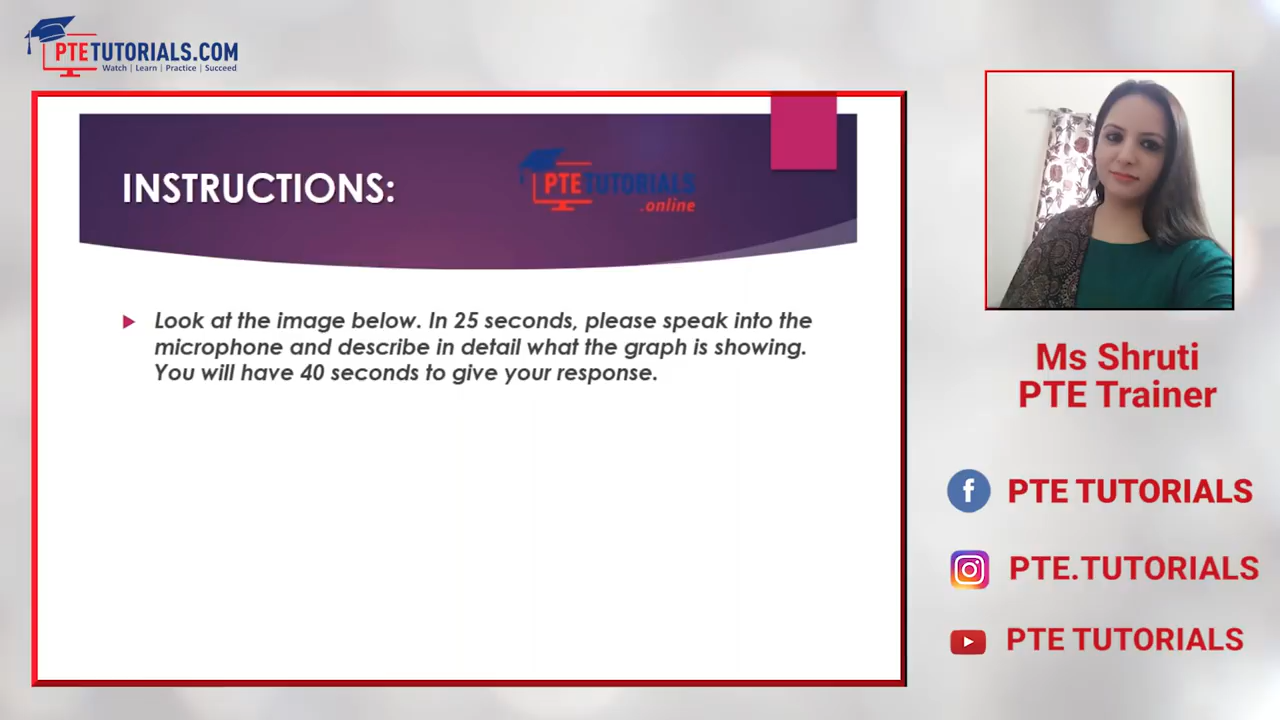 PTETUTORIALS.COM
Watch | Learn | Practice | Succeed
INSTRUCTIONS:
PTETUTORIALS
.online
Look at the image below. In 25 seconds, please speak into the
microphone and describe in detail what the graph is showing.
You will have 40 seconds to give your response.
Ms Shruti
PTE Trainer
f PTE TUTORIALS
PTE.TUTORIALS
PTE TUTORIALS